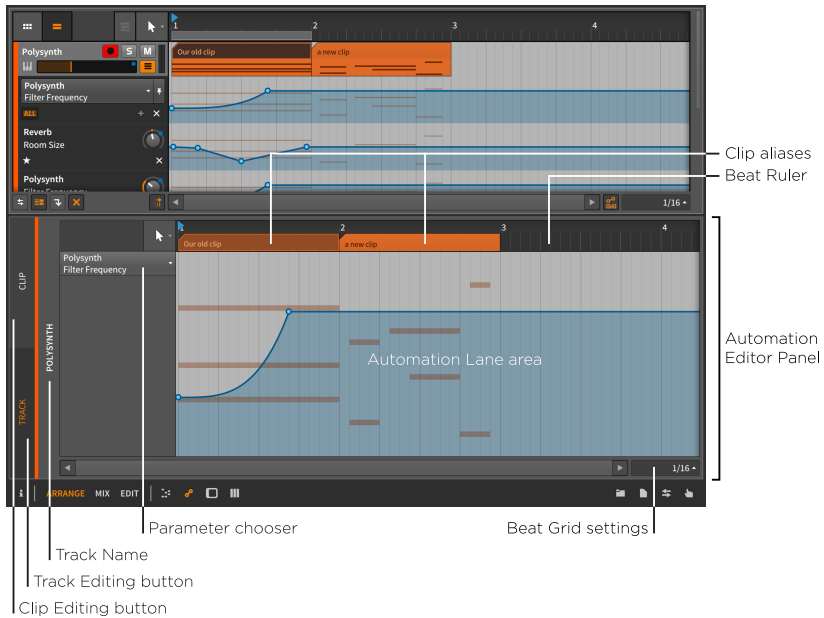 1 2 3 4
Polysynth S M
Our old clip a new clip
Polysynth
Filter Frequency
ALL + ×
Reverb
Room Size
★ ×
Polysynth
Filter Frequency
1/16
Clip aliases
Beat Ruler
2 3 4
Our old clip a new clip
Polysynth
Filter Frequency
CLIP
POLYSYNTH
TRACK
Automation Lane area
Automation
Editor Panel
1/16
i ARRANGE MIX EDIT
Parameter chooser
Beat Grid settings
Track Name
Track Editing button
Clip Editing button